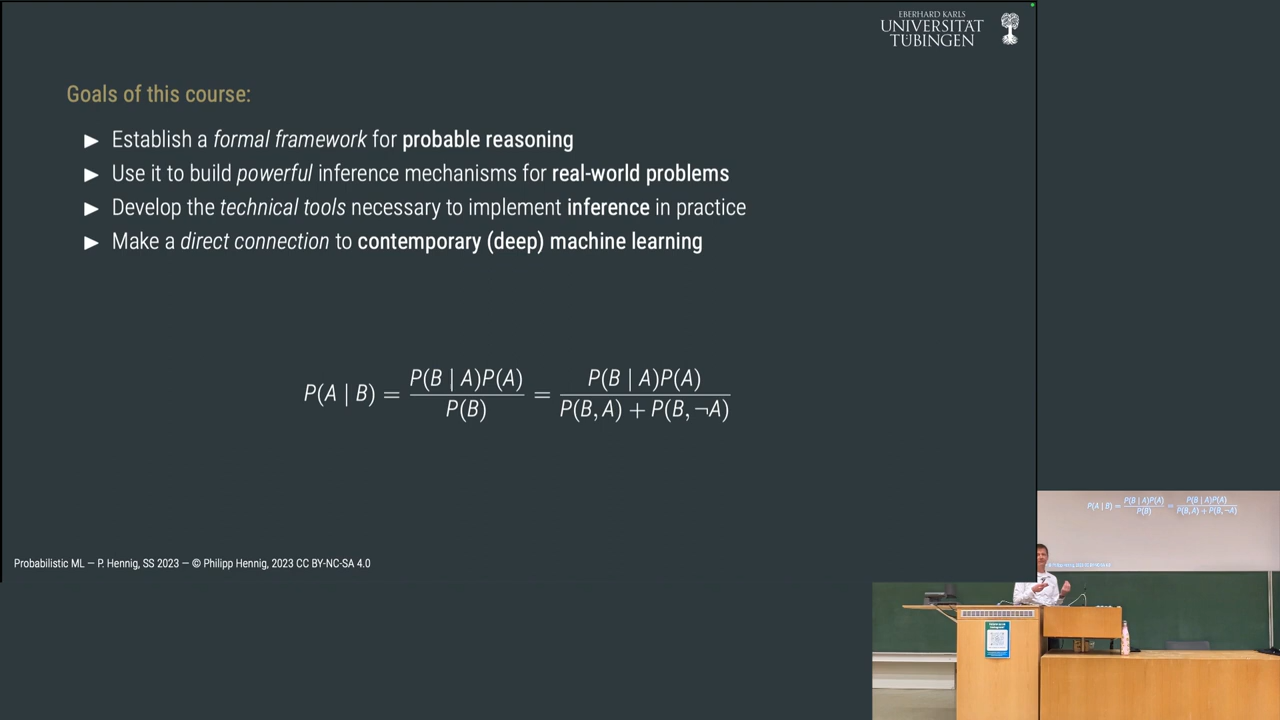 EBERHARD KARLS
UNIVERSITÄT
TÜBINGEN
Goals of this course:
▶ Establish a formal framework for probable reasoning
▶ Use it to build powerful inference mechanisms for real-world problems
▶ Develop the technical tools necessary to implement inference in practice
▶ Make a direct connection to contemporary (deep) machine learning
P(A | B) = P(B | A)P(A) / P(B) = P(B | A)P(A) / P(B, A) + P(B, ¬A)
Probabilistic ML — P. Hennig, SS 2023 — © Philipp Hennig, 2023 CC BY-NC-SA 4.0
P(A | B) = P(B | A)P(A) / P(B) = P(B | A)P(A) / P(B, A) + P(B, ¬A)